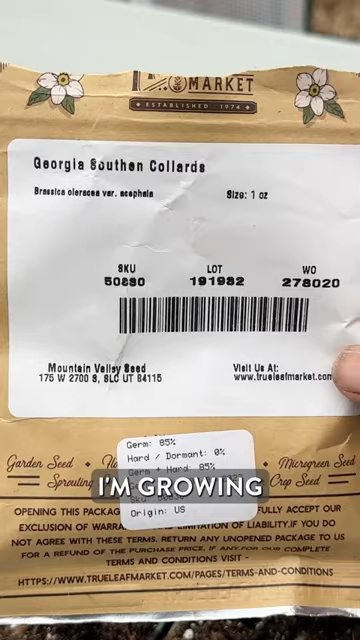 MARKET
ESTABLISHED 1974
Georgia Southen Collards
Brassica oleracea var. acephala
Size: 1 oz
SKU LOT WO
50880 191982 278020
Mountain Valley Seed
175 W 2700 S, SLC UT 84115
Visit Us At:
www.trueleafmarket.com
Germ: 85%
Hard / Dormant: 0%
Germ + Hard: 85%
I'M GROWING
Origin: US
Garden Seed
Sprouting
Microgreen Seed
Crop Seed
OPENING THIS PACKAG FULLY ACCEPT OUR
EXCLUSION OF WARRA LIMITATION OF LIABILITY.IF YOU DO
NOT AGREE WITH THESE TERMS, RETURN ANY UNOPENED PACKAGE TO US
FOR A REFUND OF THE PURCHASE PRICE, IF ANY. FOR OUR COMPLETE
TERMS AND CONDITIONS VISIT -
HTTPS://WWW.TRUELEAFMARKET.COM/PAGES/TERMS-AND-CONDITIONS